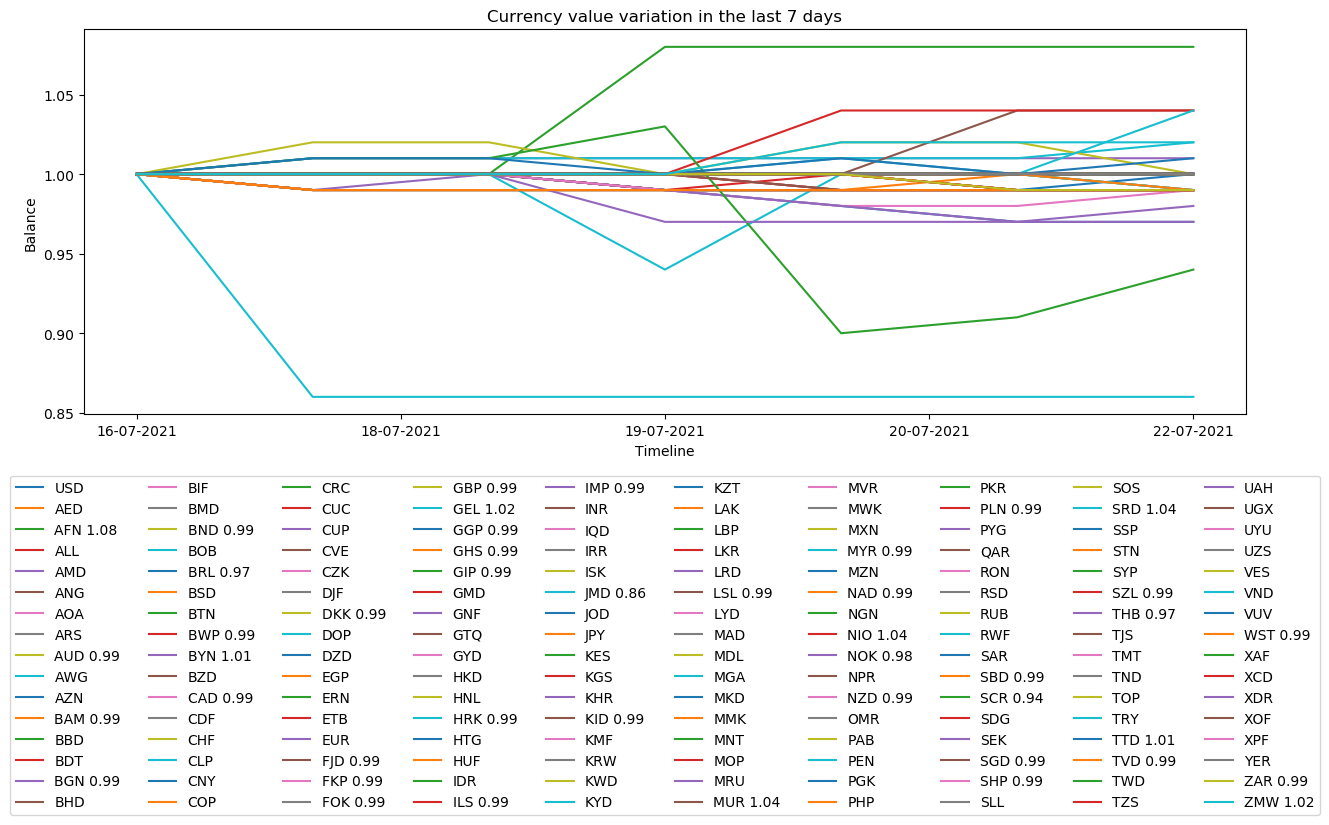 Currency value variation in the last 7 days
Balance
1.05
1.00
0.95
0.90
0.85
16-07-2021 18-07-2021 19-07-2021 20-07-2021 22-07-2021
Timeline
USD BIF CRC GBP 0.99 IMP 0.99 KZT MVR PKR SOS UAH
AED BMD CUC GEL 1.02 INR LAK MWK PLN 0.99 SRD 1.04 UGX
AFN 1.08 BND 0.99 CUP GGP 0.99 IQD LBP MXN PYG SSP UYU
ALL BOB CVE GHS 0.99 IRR LKR MYR 0.99 QAR STN UZS
AMD BRL 0.97 CZK GIP 0.99 ISK LRD MZN RON SYP VES
ANG BSD DJF GMD JMD 0.86 LSL 0.99 NAD 0.99 RSD SZL 0.99 VND
AOA BTN DKK 0.99 GNF JOD LYD NGN RUB THB 0.97 VUV
ARS BWP 0.99 DOP GTQ JPY MAD NIO 1.04 RWF TJS WST 0.99
AUD 0.99 BYN 1.01 DZD GYD KES MDL NOK 0.98 SAR TMT XAF
AWG BZD EGP HKD KGS MGA NPR SBD 0.99 TND XCD
AZN CAD 0.99 ERN HNL KHR MKD NZD 0.99 SCR 0.94 TOP XDR
BAM 0.99 CDF ETB HRK 0.99 KID 0.99 MMK OMR SDG TRY XOF
BBD CHF EUR HTG KMF MNT PAB SEK TTD 1.01 XPF
BDT CLP FJD 0.99 HUF KRW MOP PEN SGD 0.99 TVD 0.99 YER
BGN 0.99 CNY FKP 0.99 IDR KWD MRU PGK SHP 0.99 TWD ZAR 0.99
BHD COP FOK 0.99 ILS 0.99 KYD MUR 1.04 PHP SLL TZS ZMW 1.02